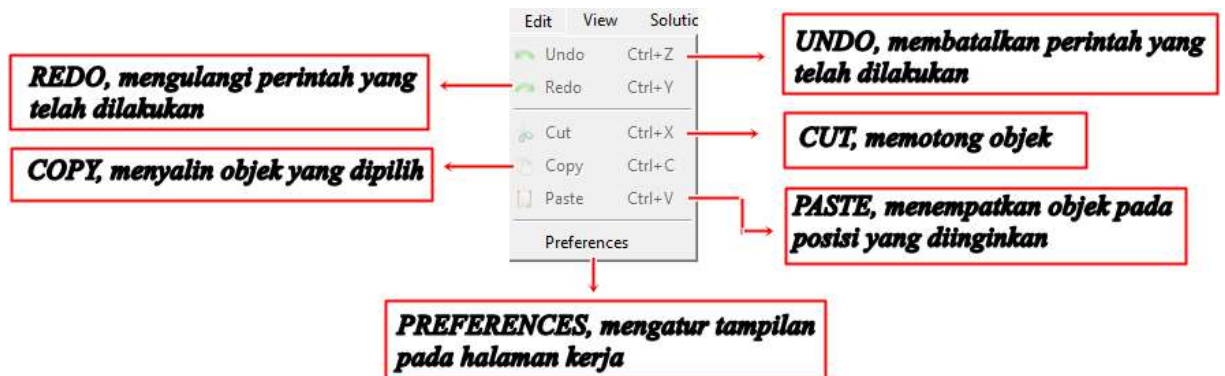 Edit View Solutic
Undo Ctrl+Z
Redo Ctrl+Y
Cut Ctrl+X
Copy Ctrl+C
Paste Ctrl+V
Preferences
UNDO, membatalkan perintah yang
telah dilakukan
REDO, mengulangi perintah yang
telah dilakukan
CUT, memotong objek
COPY, menyalin objek yang dipilih
PASTE, menempatkan objek pada
posisi yang diinginkan
PREFERENCES, mengatur tampilan
pada halaman kerja